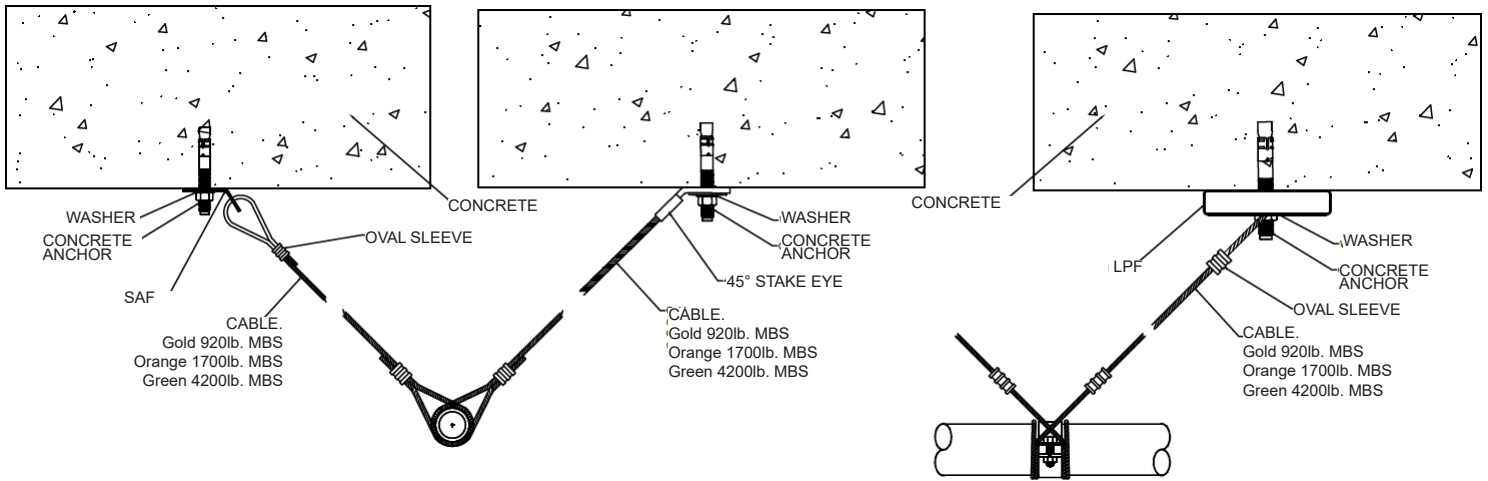 WASHER
CONCRETE
ANCHOR
SAF
CONCRETE
OVAL SLEEVE
CABLE.
Gold 920lb. MBS
Orange 1700lb. MBS
Green 4200lb. MBS
WASHER
CONCRETE
ANCHOR
45° STAKE EYE
CABLE.
Gold 920lb. MBS
Orange 1700lb. MBS
Green 4200lb. MBS
CONCRETE
LPF
WASHER
CONCRETE
ANCHOR
OVAL SLEEVE
CABLE.
Gold 920lb. MBS
Orange 1700lb. MBS
Green 4200lb. MBS